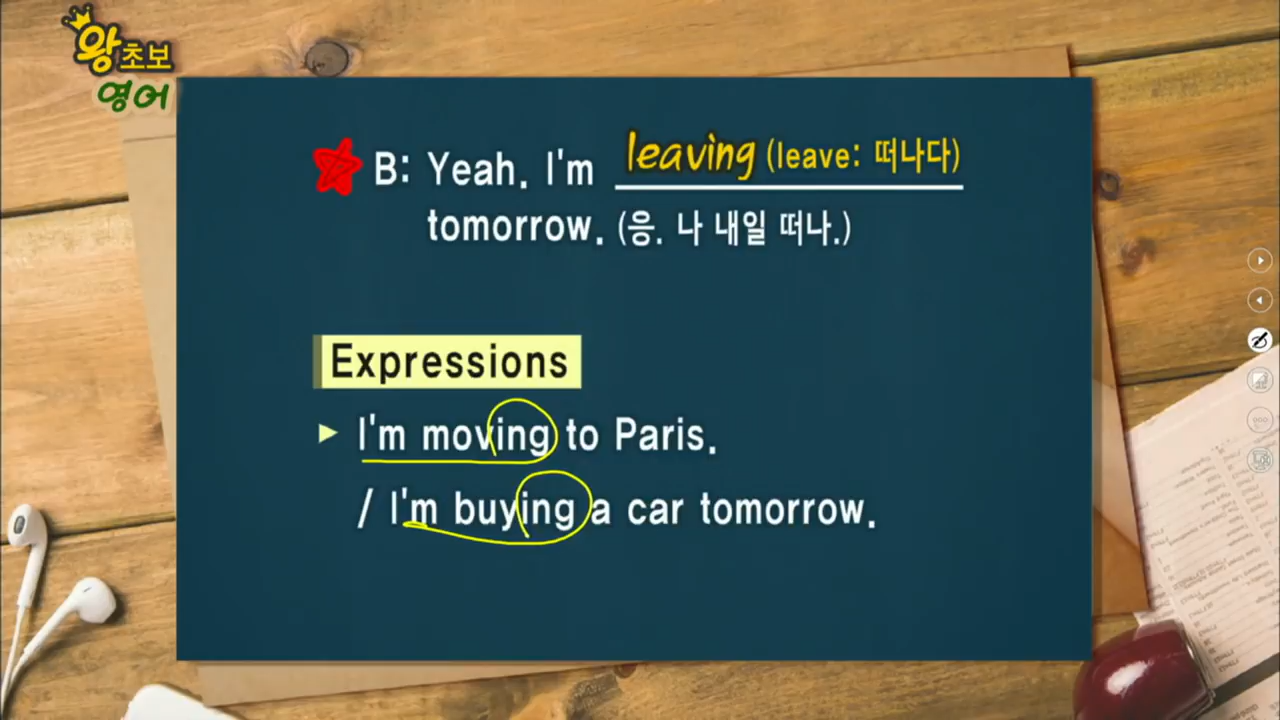 왕초보
영어
B: Yeah. I'm leaving (leave: 떠나다)
tomorrow. (응. 나 내일 떠나.)
Expressions
▶ I'm moving to Paris.
/ I'm buying a car tomorrow.